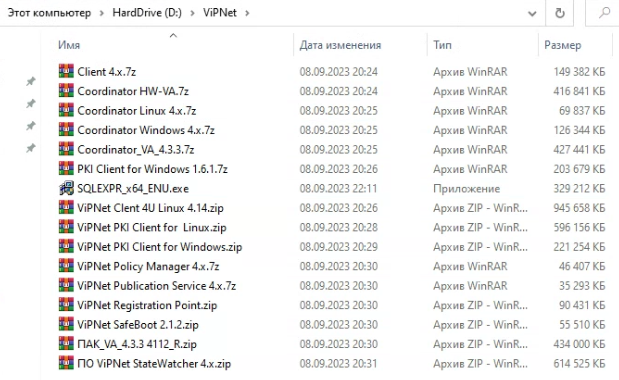 Этот компьютер › HardDrive (D:) › ViPNet ›
Имя Дата изменения Тип Размер
Client 4.x.7z 08.09.2023 20:24 Архив WinRAR 149 382 КБ
Coordinator HW-VA.7z 08.09.2023 20:24 Архив WinRAR 416 841 КБ
Coordinator Linux 4.x.7z 08.09.2023 20:25 Архив WinRAR 69 837 КБ
Coordinator Windows 4.x.7z 08.09.2023 20:25 Архив WinRAR 126 344 КБ
Coordinator_VA_4.3.3.7z 08.09.2023 20:25 Архив WinRAR 427 441 КБ
PKI Client for Windows 1.6.1.7z 08.09.2023 20:26 Архив WinRAR 203 679 КБ
SQLEXPR_x64_ENU.exe 08.09.2023 22:11 Приложение 329 212 КБ
ViPNet Clent 4U Linux 4.14.zip 08.09.2023 20:26 Архив ZIP - WinR... 945 658 КБ
ViPNet PKI Client for Linux.zip 08.09.2023 20:28 Архив ZIP - WinR... 596 156 КБ
ViPNet PKI Client for Windows.zip 08.09.2023 20:29 Архив ZIP - WinR... 221 254 КБ
ViPNet Policy Manager 4.x.7z 08.09.2023 20:30 Архив WinRAR 46 407 КБ
ViPNet Publication Service 4.x.7z 08.09.2023 20:30 Архив WinRAR 35 293 КБ
ViPNet Registration Point.zip 08.09.2023 20:30 Архив ZIP - WinR... 90 431 КБ
ViPNet SafeBoot 2.1.2.zip 08.09.2023 20:30 Архив ZIP - WinR... 55 510 КБ
ПАК_VA_4.3.3 4112_R.zip 08.09.2023 20:30 Архив ZIP - WinR... 434 000 КБ
ПО ViPNet StateWatcher 4.x.zip 08.09.2023 20:31 Архив ZIP - WinR... 614 525 КБ